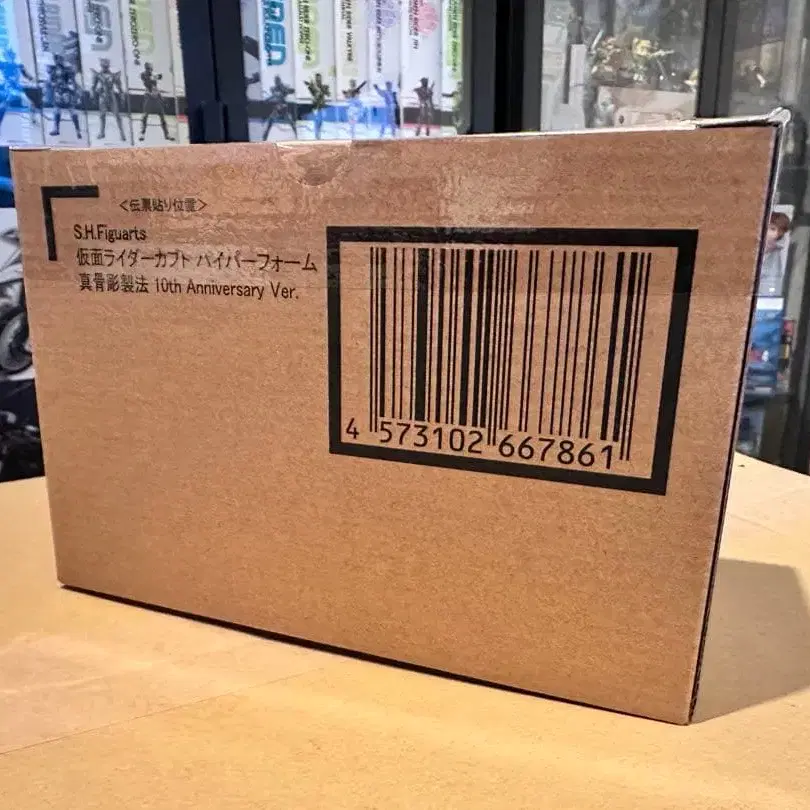 <伝票貼り位置>
S.H.Figuarts
仮面ライダーカブト ハイパーフォーム
真骨彫製法 10th Anniversary Ver.
4 573102 667861